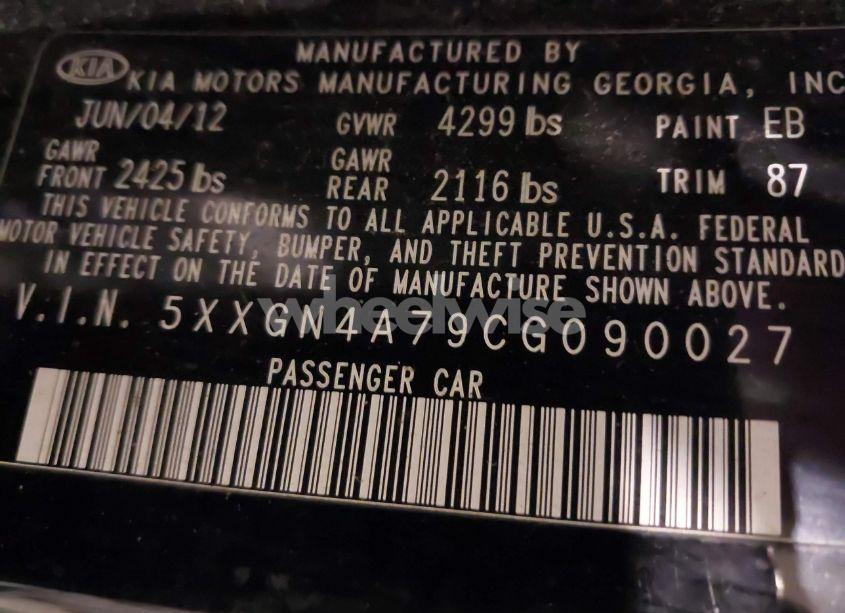 MANUFACTURED BY
KIA KIA MOTORS MANUFACTURING GEORGIA, INC
JUN/04/12 GVWR 4299 lbs PAINT EB
GAWR FRONT 2425 lbs GAWR REAR 2116 lbs TRIM 87
THIS VEHICLE CONFORMS TO ALL APPLICABLE U.S.A. FEDERAL
MOTOR VEHICLE SAFETY, BUMPER, AND THEFT PREVENTION STANDARD
IN EFFECT ON THE DATE OF MANUFACTURE SHOWN ABOVE.
wheelwise
V.I.N. 5XXGN4A79CG090027
PASSENGER CAR